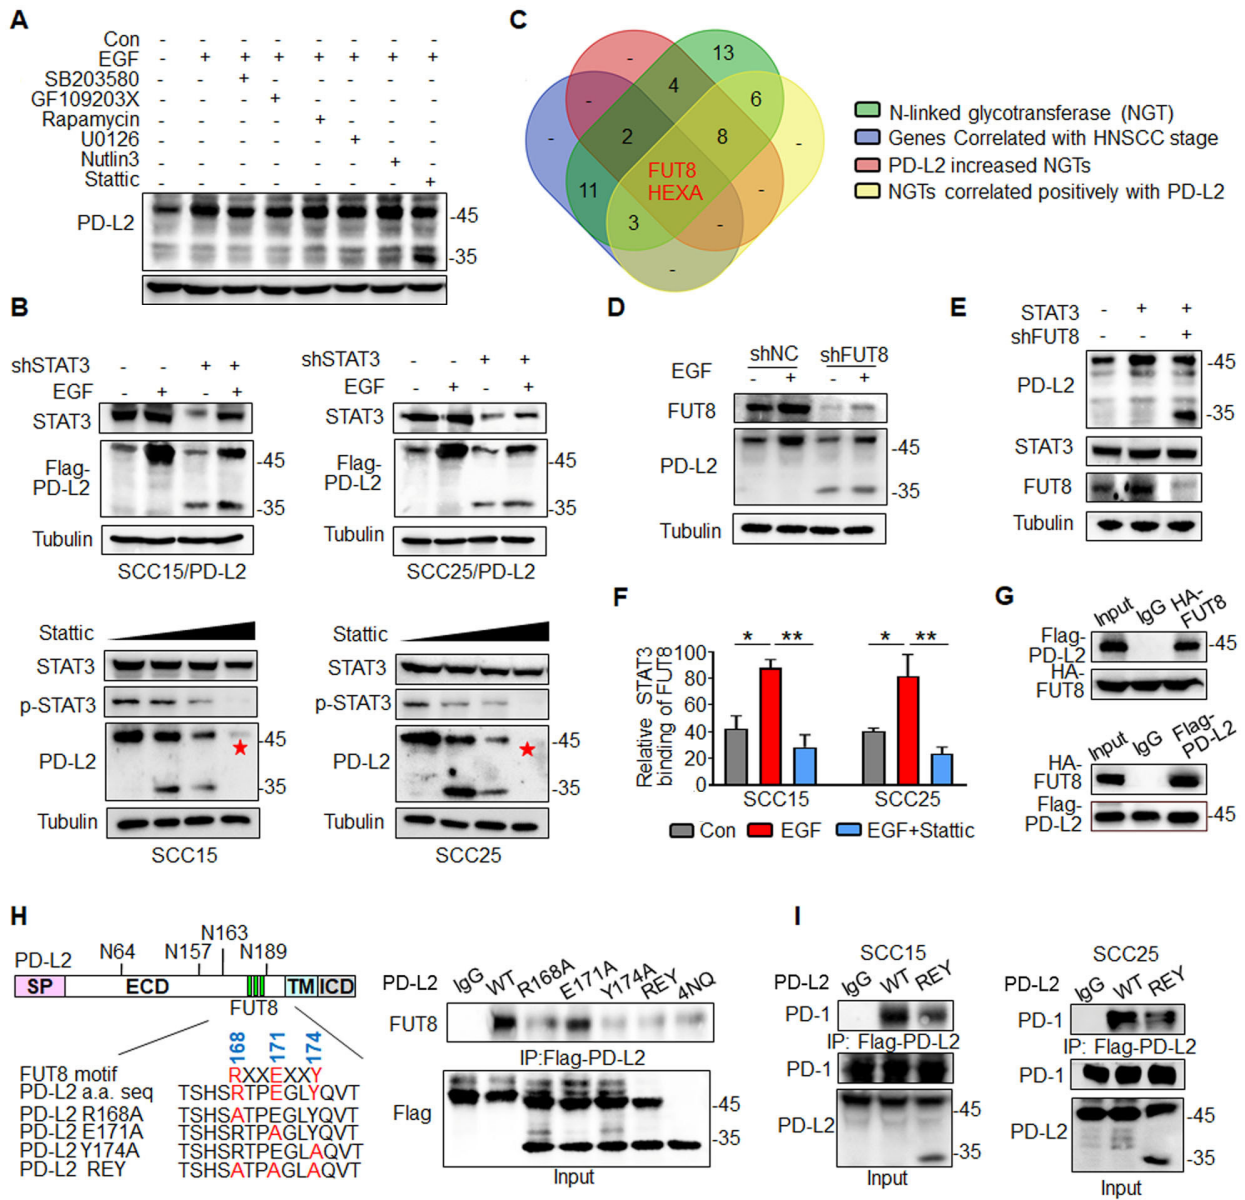 A
Con - - - - - - - -
EGF - + + + + + + +
SB203580 - - + - - - - -
GF109203X - - - + - - - -
Rapamycin - - - - + - - -
U0126 - - - - - + - -
Nutlin3 - - - - - - + -
Stattic - - - - - - - +
PD-L2
-45
-35
C
-
13
-
4
6
-
2
8
-
FUT8
HEXA
11
-
3
-
-
N-linked glycotransferase (NGT)
Genes Correlated with HNSCC stage
PD-L2 increased NGTs
NGTs correlated positively with PD-L2
B
shSTAT3 - - + +
EGF - + - +
STAT3
Flag-
PD-L2
-45
-35
Tubulin
SCC15/PD-L2
shSTAT3 - - + +
EGF - + - +
STAT3
Flag-
PD-L2
-45
-35
Tubulin
SCC25/PD-L2
Stattic
STAT3
p-STAT3
PD-L2
-45
-35
Tubulin
SCC15
Stattic
STAT3
p-STAT3
PD-L2
-45
-35
Tubulin
SCC25
D
shNC shFUT8
EGF - + - +
FUT8
PD-L2
-45
-35
Tubulin
E
STAT3 - + +
shFUT8 - - +
PD-L2
-45
-35
STAT3
FUT8
Tubulin
F
Relative STAT3
binding of FUT8
100
80
60
40
20
0
* **
* **
SCC15 SCC25
Con EGF EGF+Stattic
G
Input IgG HA-FUT8
Flag-
PD-L2
-45
HA-
FUT8
Input IgG Flag-PD-L2
HA-
FUT8
Flag-
PD-L2
-45
H
PD-L2 N64 N157 N163 N189
SP ECD TM ICD
FUT8
168 171 174
FUT8 motif RXXEXXY
PD-L2 a.a. seq TSHSRTPEGLYQVT
PD-L2 R168A TSHSATPEGLYQVT
PD-L2 E171A TSHSRTPAGLYQVT
PD-L2 Y174A TSHSRTPEGLAQVT
PD-L2 REY TSHSATPAGLAQVT
PD-L2 IgG WT R168A E171A Y174A REY 4NQ
FUT8
IP:Flag-PD-L2
Flag
-45
-35
Input
I
SCC15
PD-L2 IgG WT REY
PD-1
IP: Flag-PD-L2
PD-1
PD-L2
-45
-35
Input
SCC25
PD-L2 IgG WT REY
PD-1
IP: Flag-PD-L2
PD-1
PD-L2
-45
-35
Input